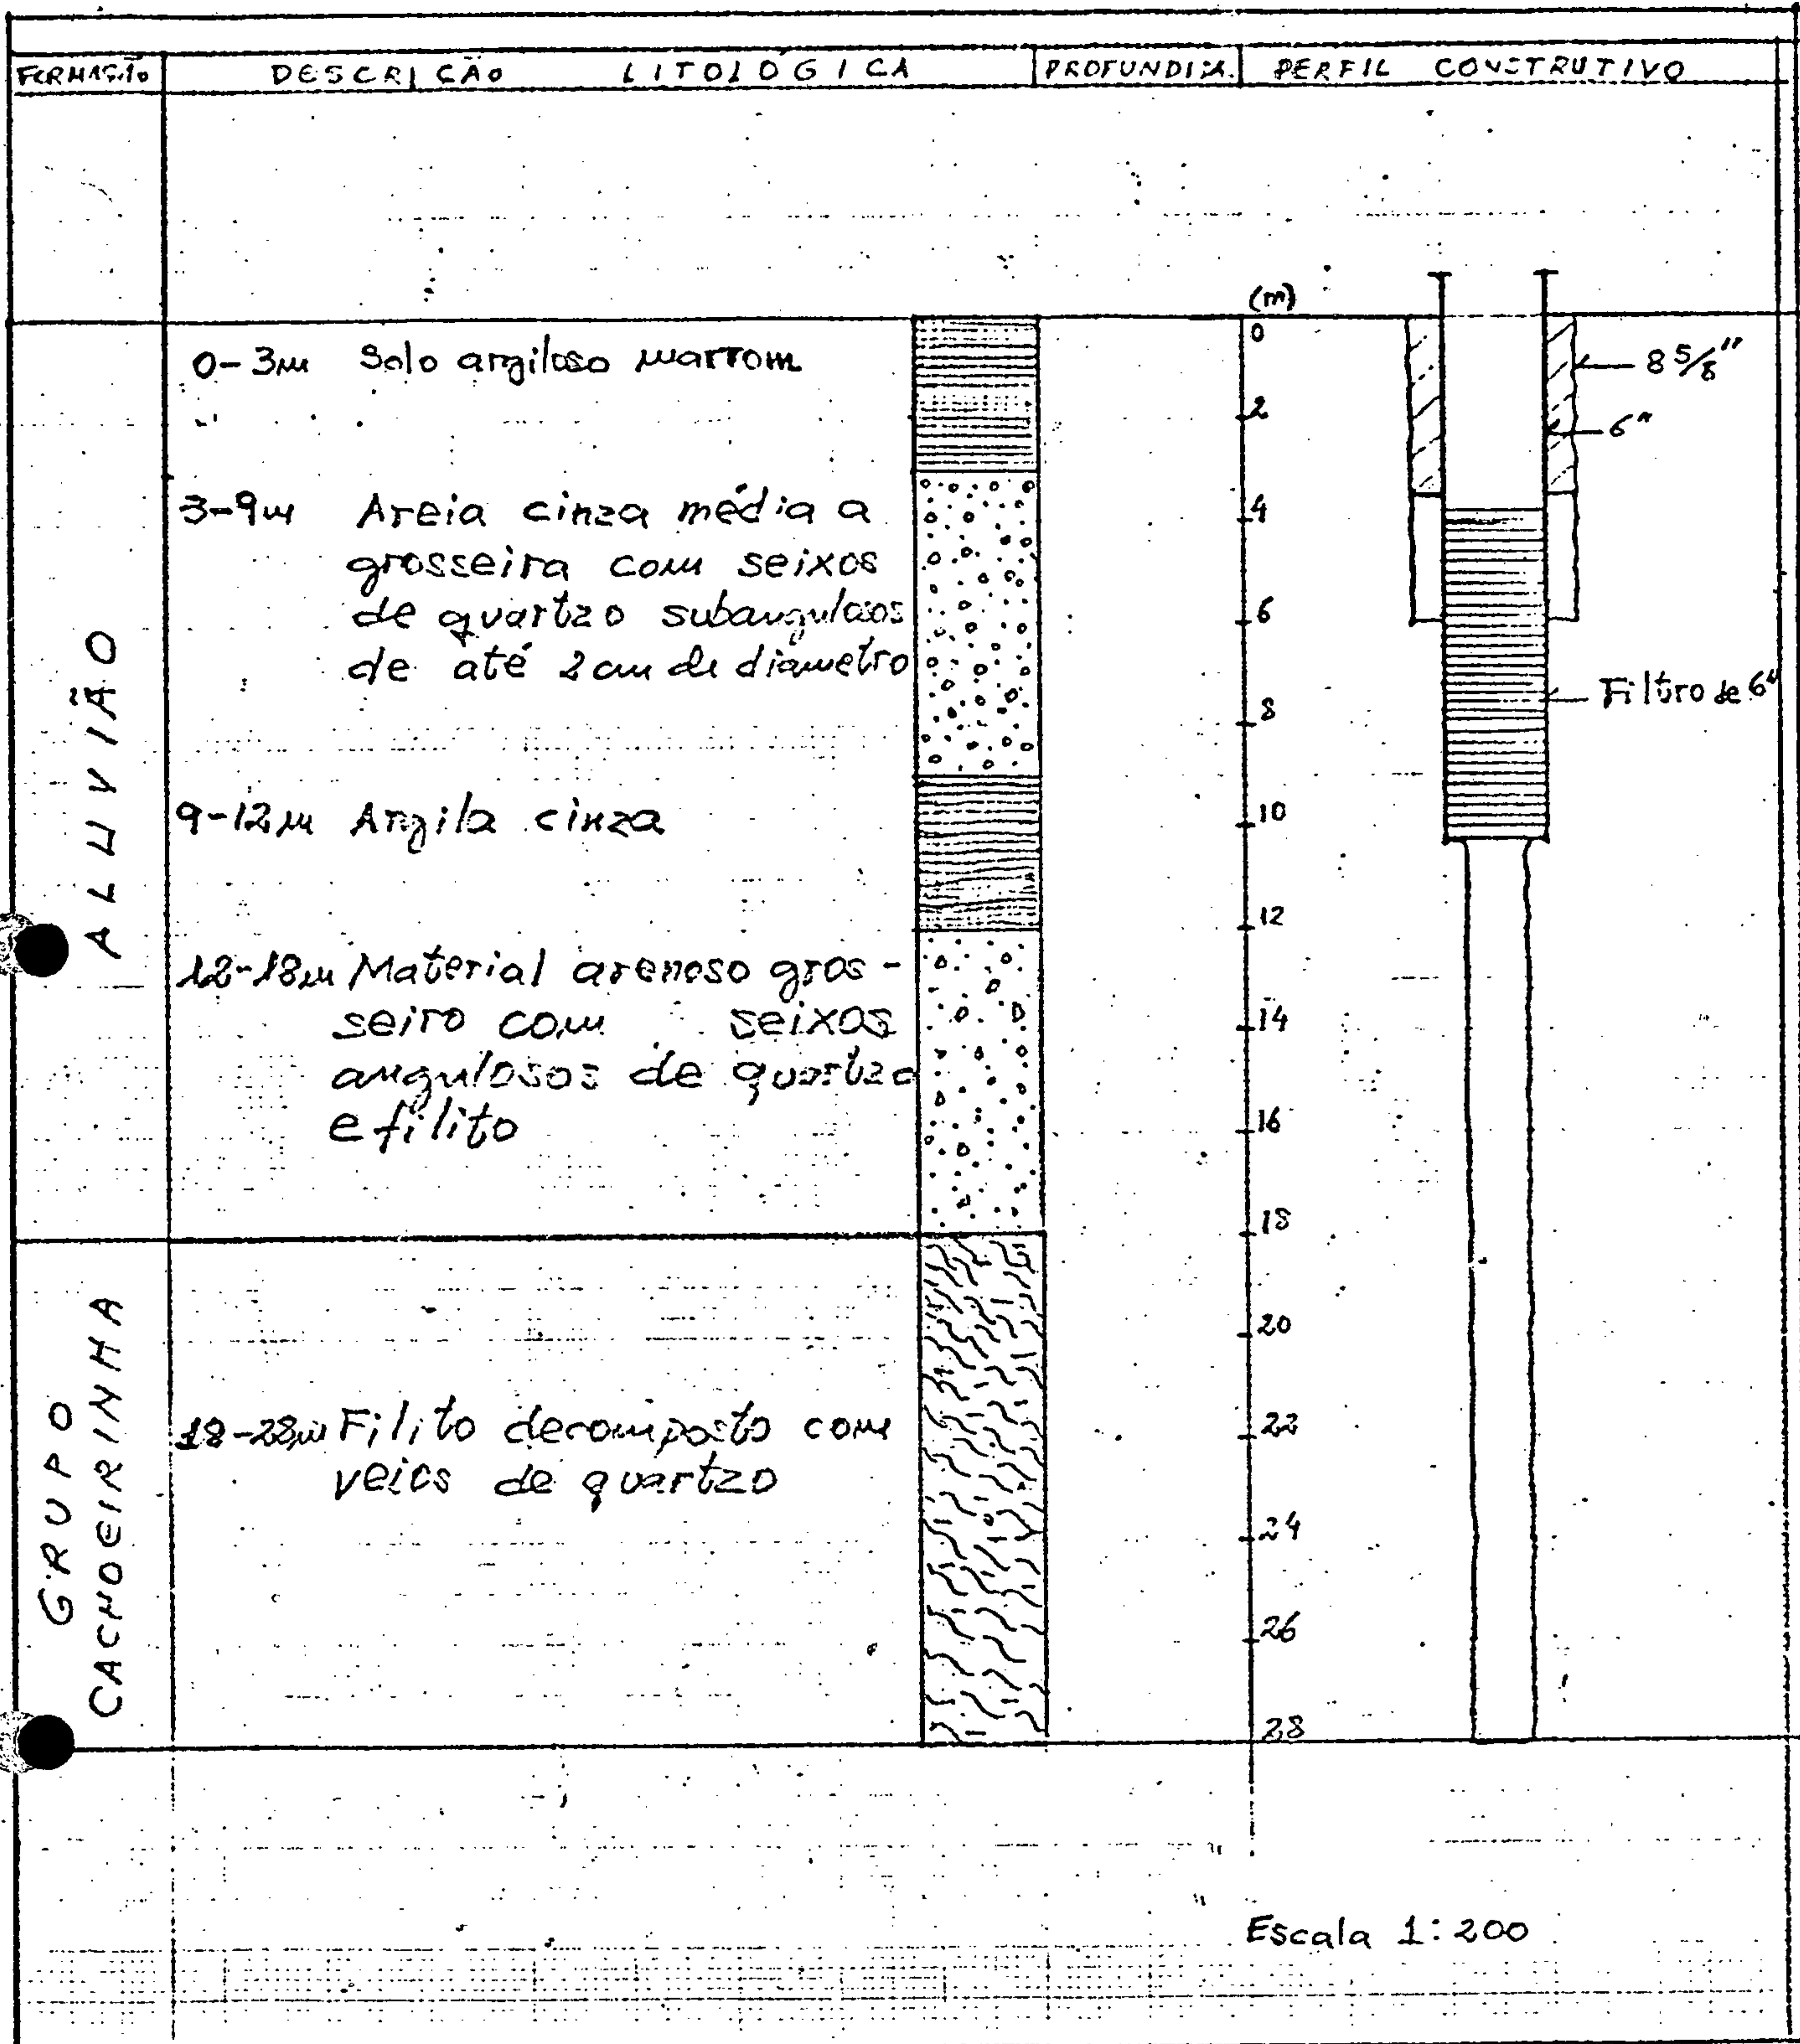 FORMAÇÃO DESCRIÇÃO LITOLÓGICA PROFUNDIDA. PERFIL CONSTRUTIVO
(m)
0
2
4
6
8
10
12
14
16
18
20
22
24
26
28
ALUVIÃO
0-3m Solo argiloso marrom
3-9m Areia cinza média a
grosseira com seixos
de quartzo subangulosos
de até 2cm de diametro
9-12m Argila cinza
12-18m Material arenoso gros-
seiro com seixos
angulosos de quartzo
e filito
GRUPO
CACHOEIRINHA
18-28m Filito decomposto com
veios de quartzo
8 5/8"
6"
Filtro de 6"
Escala 1:200